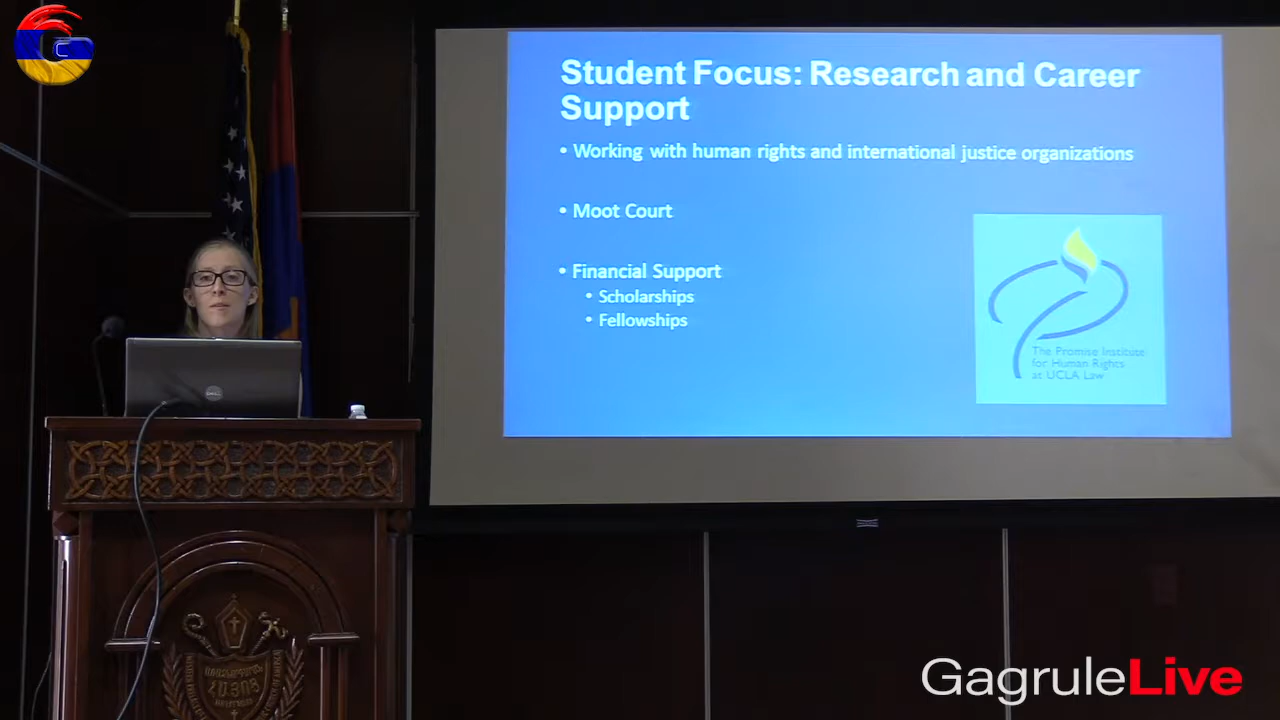 Student Focus: Research and Career
Support
• Working with human rights and international justice organizations
• Moot Court
• Financial Support
• Scholarships
• Fellowships
The Promise Institute
for Human Rights
at UCLA Law
DELL
GagruleLive